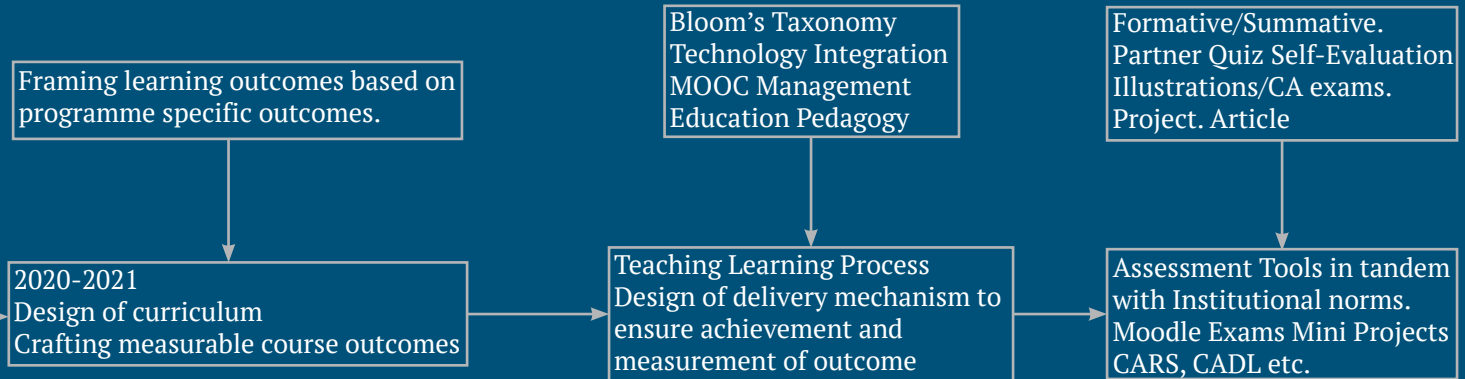 Framing learning outcomes based on
programme specific outcomes.
Bloom’s Taxonomy
Technology Integration
MOOC Management
Education Pedagogy
Formative/Summative.
Partner Quiz Self-Evaluation
Illustrations/CA exams.
Project. Article
2020-2021
Design of curriculum
Crafting measurable course outcomes
Teaching Learning Process
Design of delivery mechanism to
ensure achievement and
measurement of outcome
Assessment Tools in tandem
with Institutional norms.
Moodle Exams Mini Projects
CARS, CADL etc.